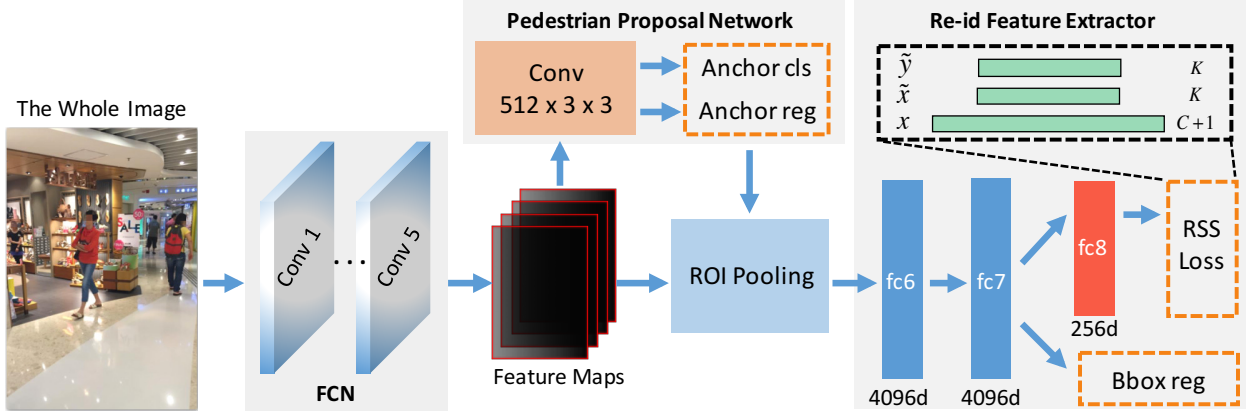 Pedestrian Proposal Network
Re-id Feature Extractor
The Whole Image
Conv
512 x 3 x 3
Anchor cls
Anchor reg
ỹ K
x̃ K
x C+1
SALE
Conv 1
...
Conv 5
FCN
Feature Maps
ROI Pooling
fc6
4096d
fc7
4096d
fc8
256d
RSS
Loss
Bbox reg